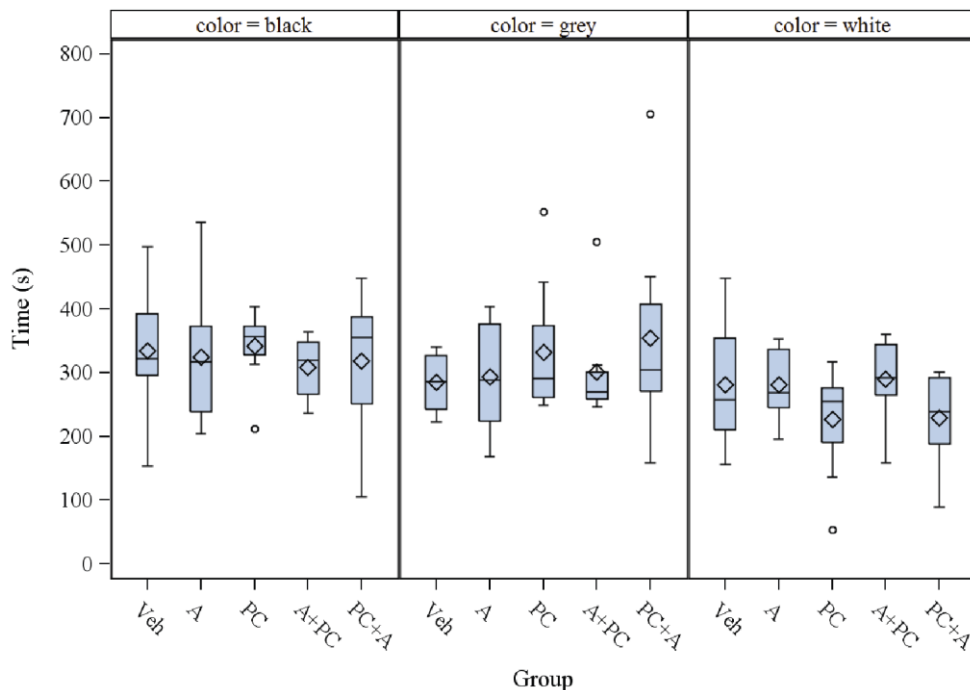 color = black
color = grey
color = white
Time (s)
800
700
600
500
400
300
200
100
0
Veh
A
PC
A+PC
PC+A
Veh
A
PC
A+PC
PC+A
Veh
A
PC
A+PC
PC+A
Group